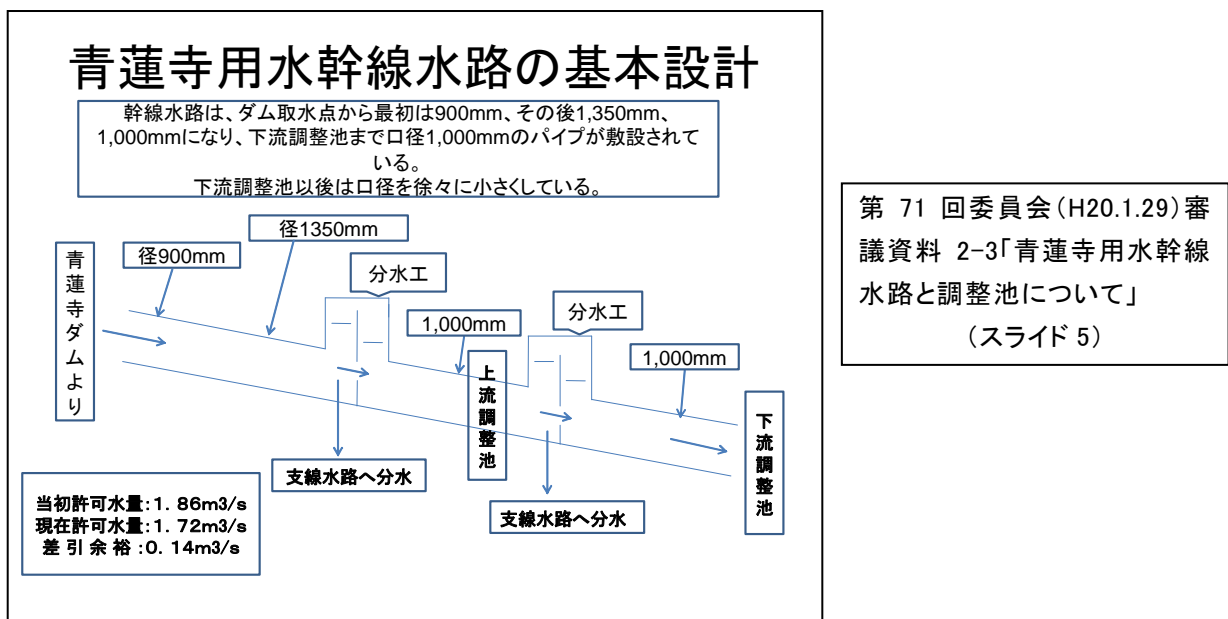 青蓮寺用水幹線水路の基本設計
幹線水路は、ダム取水点から最初は900mm、その後1,350mm、
1,000mmになり、下流調整池まで口径1,000mmのパイプが敷設されて
いる。
下流調整池以後は口径を徐々に小さくしている。
青蓮寺ダムより
径900mm
径1350mm
分水工
1,000mm
上流調整池
分水工
1,000mm
下流調整池
支線水路へ分水
支線水路へ分水
当初許可水量:1.86m3/s
現在許可水量:1.72m3/s
差引余裕:0.14m3/s
第 71 回委員会(H20.1.29)審
議資料 2-3「青蓮寺用水幹線
水路と調整池について」
(スライド 5)